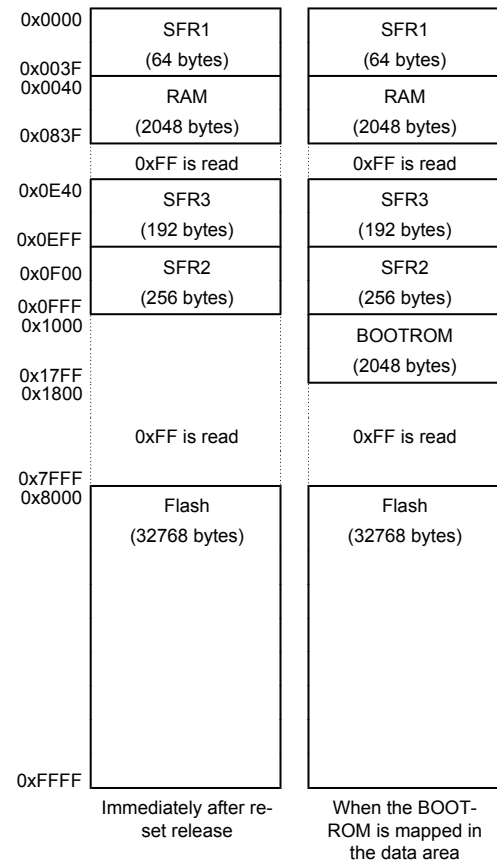 0x0000
SFR1
(64 bytes)
SFR1
(64 bytes)
0x003F
0x0040
RAM
(2048 bytes)
RAM
(2048 bytes)
0x083F
0xFF is read
0xFF is read
0x0E40
SFR3
(192 bytes)
SFR3
(192 bytes)
0x0EFF
0x0F00
SFR2
(256 bytes)
SFR2
(256 bytes)
0x0FFF
0x1000
BOOTROM
(2048 bytes)
0x17FF
0x1800
0xFF is read
0xFF is read
0x7FFF
0x8000
Flash
(32768 bytes)
Flash
(32768 bytes)
0xFFFF
Immediately after re-
set release
When the BOOT-
ROM is mapped in
the data area